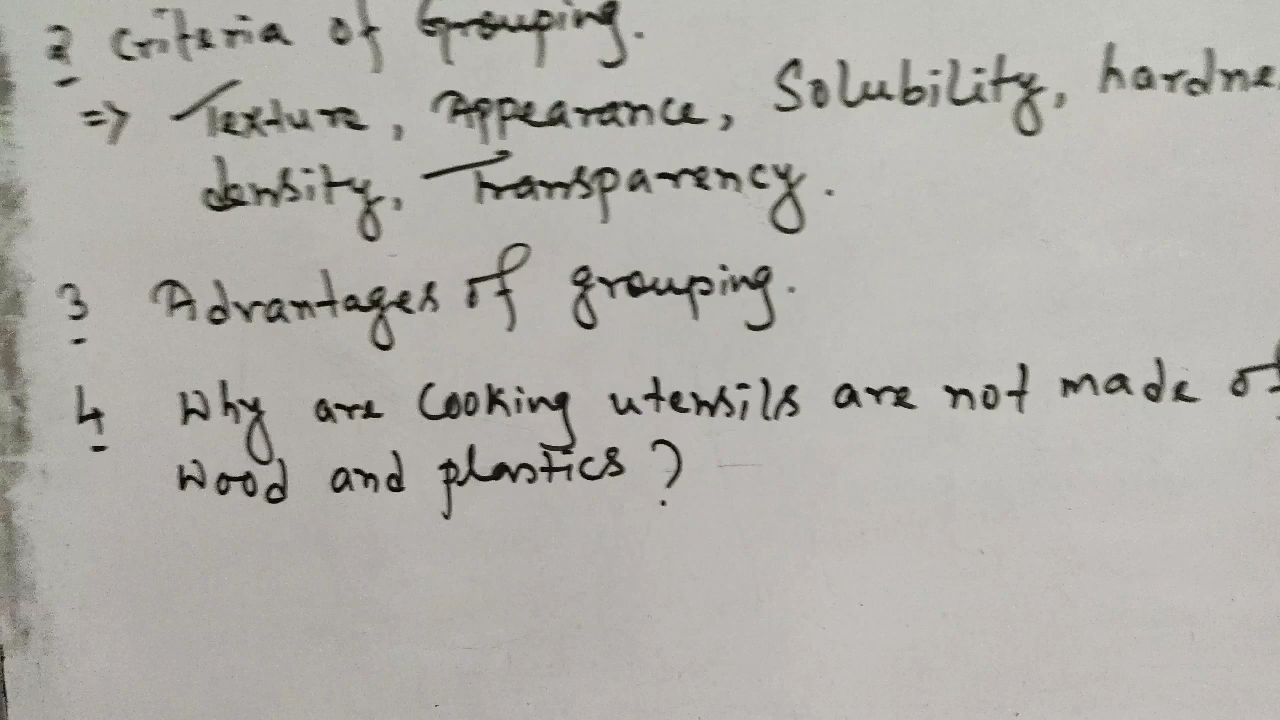 2 Criteria of Grouping.
=> Texture, Appearance, Solubility, hardne
density, Transparency.
3 Advantages of grouping.
4 Why are Cooking utensils are not made of
wood and plastics?